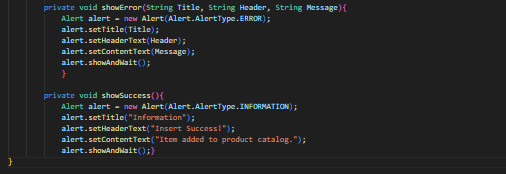 private void showError(String Title, String Header, String Message){
Alert alert = new Alert(Alert.AlertType.ERROR);
alert.setTitle(Title);
alert.setHeaderText(Header);
alert.setContentText(Message);
alert.showAndWait();
}
private void showSuccess(){
Alert alert = new Alert(Alert.AlertType.INFORMATION);
alert.setTitle("Information");
alert.setHeaderText("Insert Success!");
alert.setContentText("Item added to product catalog.");
alert.showAndWait();}
}